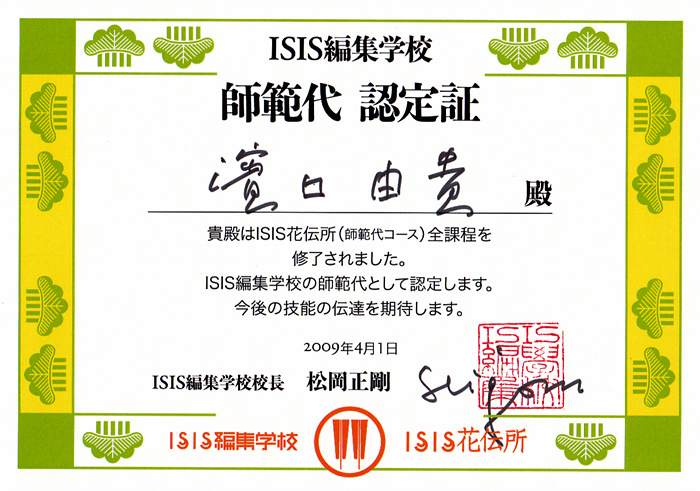 ISIS編集学校
師範代 認定証
濱口由貴 殿
貴殿はISIS花伝所(師範代コース)全課程を
修了されました。
ISIS編集学校の師範代として認定します。
今後の技能の伝達を期待します。
2009年4月1日
ISIS編集学校校長 松岡正剛 Seigow
ISIS編集学校 ISIS花伝所